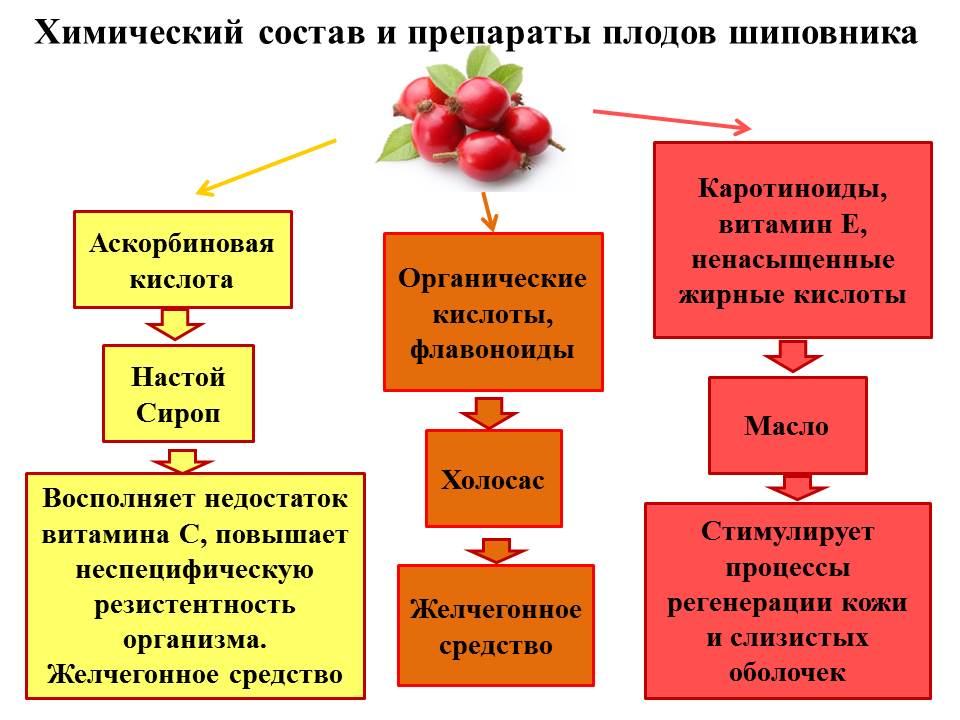 Химический состав и препараты плодов шиповника
Аскорбиновая
кислота
Настой
Сироп
Восполняет недостаток
витамина С, повышает
неспецифическую
резистентность
организма.
Желчегонное средство
Органические
кислоты,
флавоноиды
Холосас
Желчегонное
средство
Каротиноиды,
витамин Е,
ненасыщенные
жирные кислоты
Масло
Стимулирует
процессы
регенерации кожи
и слизистых
оболочек